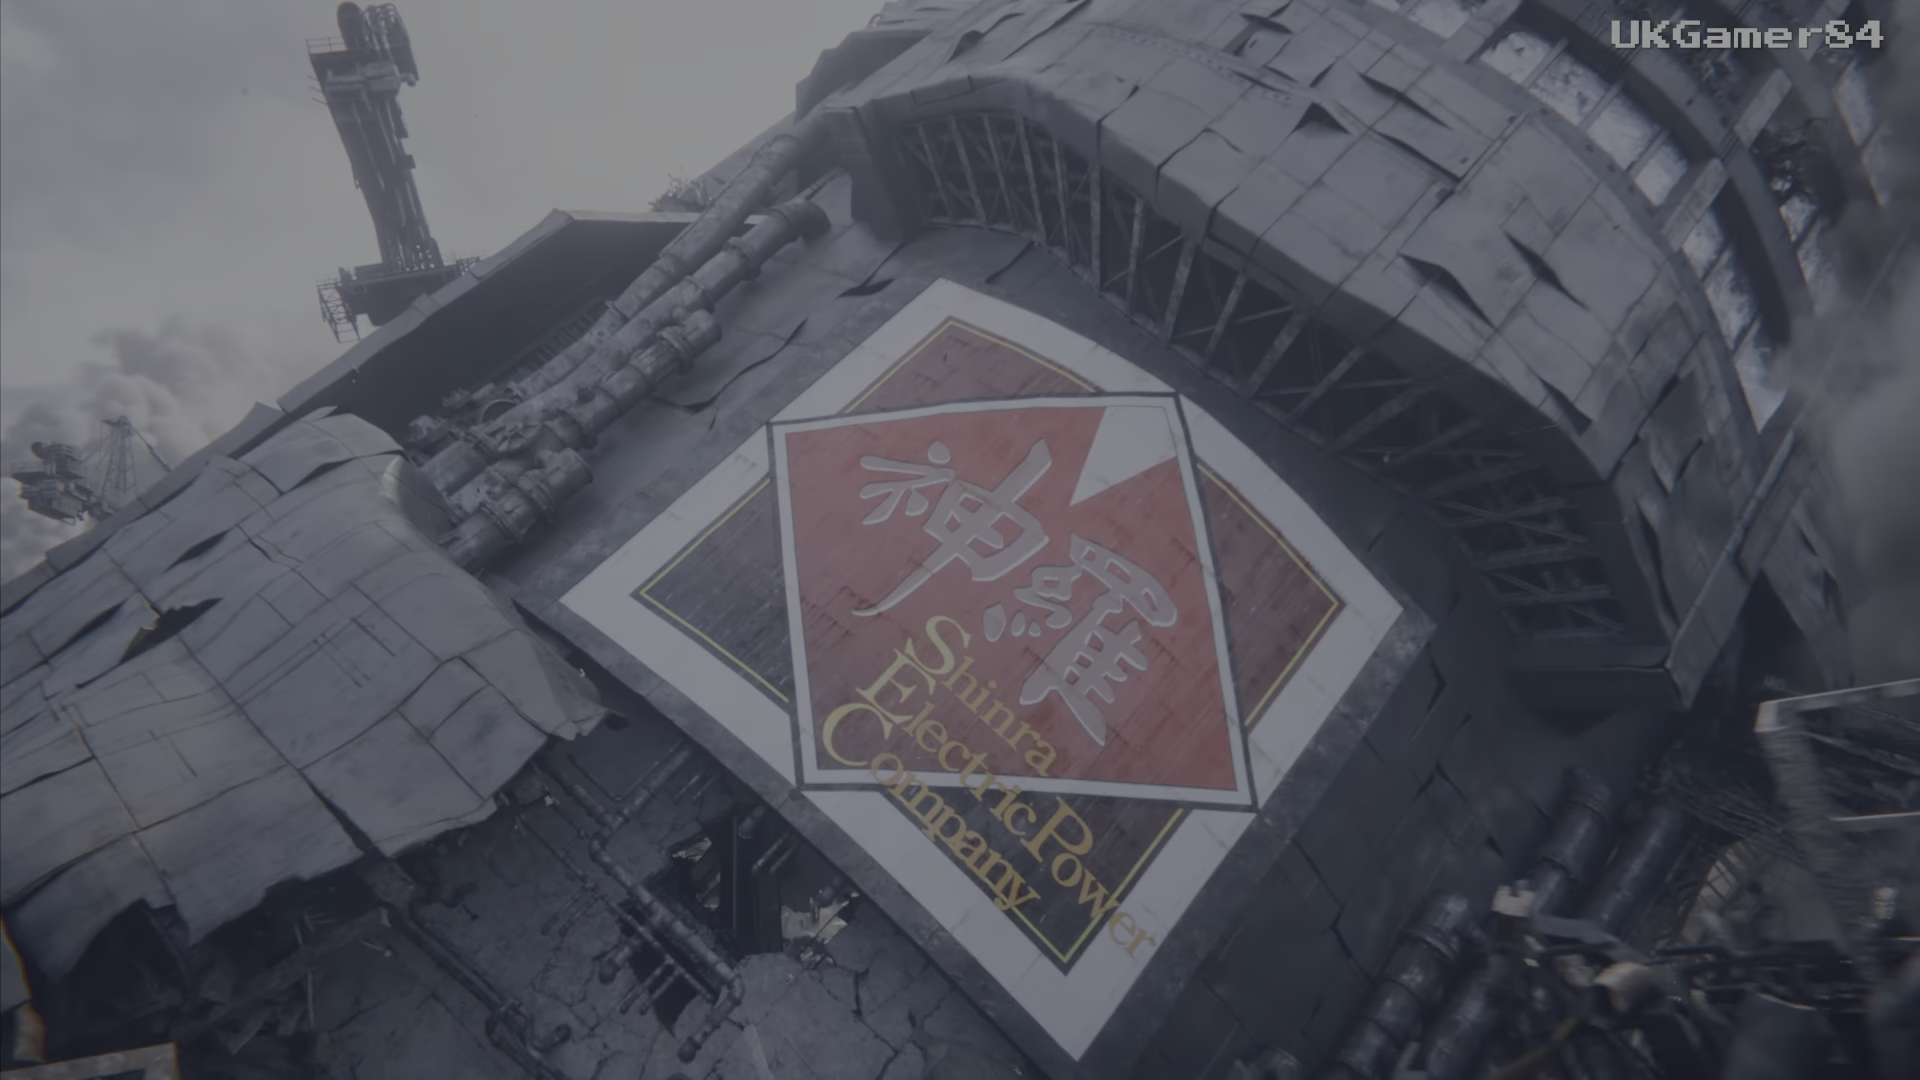 UKGamer84
神羅
Shinra
Electric Power
Company